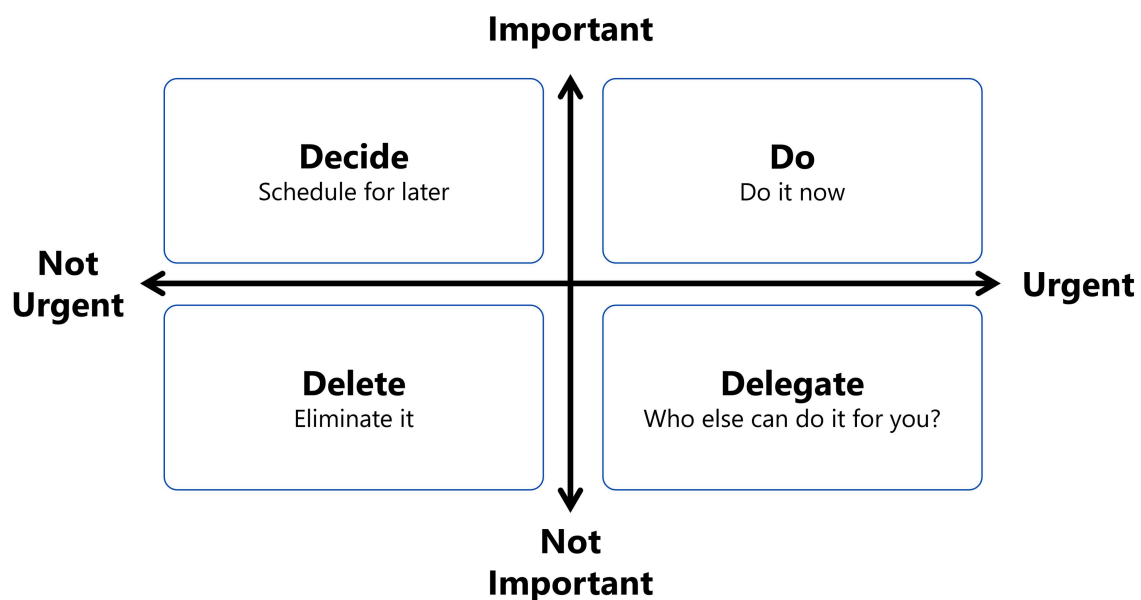 Important
Decide
Schedule for later
Do
Do it now
Not
Urgent
Urgent
Delete
Eliminate it
Delegate
Who else can do it for you?
Not
Important